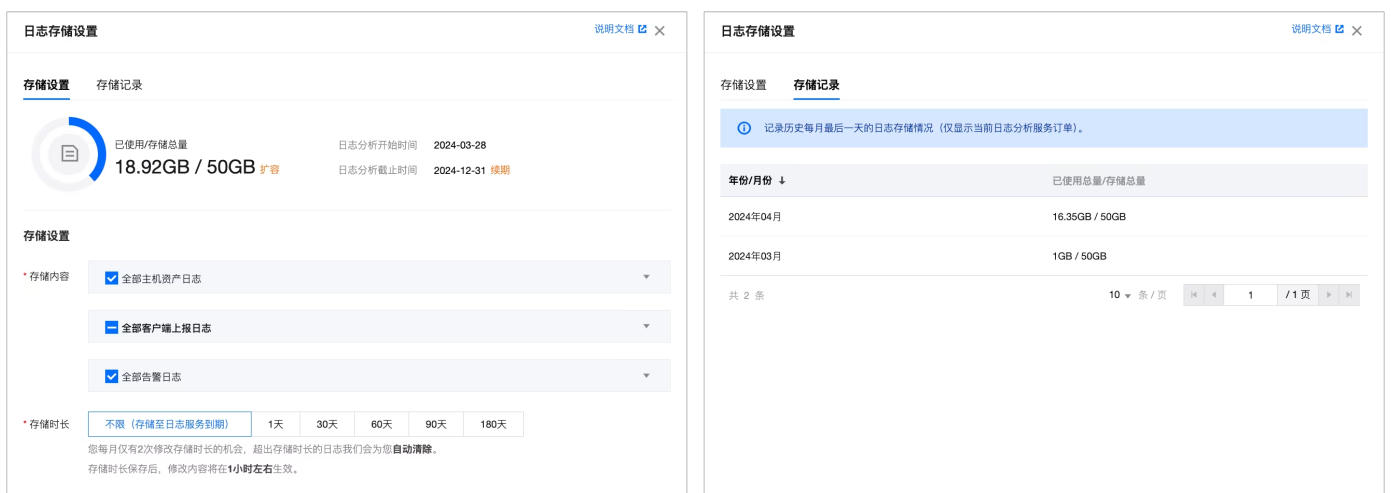 日志存储设置
说明文档
存储设置
存储记录
已使用/存储总量
18.92GB / 50GB 扩容
日志分析开始时间 2024-03-28
日志分析截止时间 2024-12-31 续期
存储设置
* 存储内容
全部主机资产日志
全部客户端上报日志
全部告警日志
* 存储时长
不限（存储至日志服务到期） 1天 30天 60天 90天 180天
您每月仅有2次修改存储时长的机会，超出存储时长的日志我们会为您自动清除。
存储时长保存后，修改内容将在1小时左右生效。
日志存储设置
说明文档
存储设置
存储记录
记录历史每月最后一天的日志存储情况（仅显示当前日志分析服务订单）。
年份/月份 已使用总量/存储总量
2024年04月 16.35GB / 50GB
2024年03月 1GB / 50GB
共 2 条 10 条 / 页 1 / 1 页